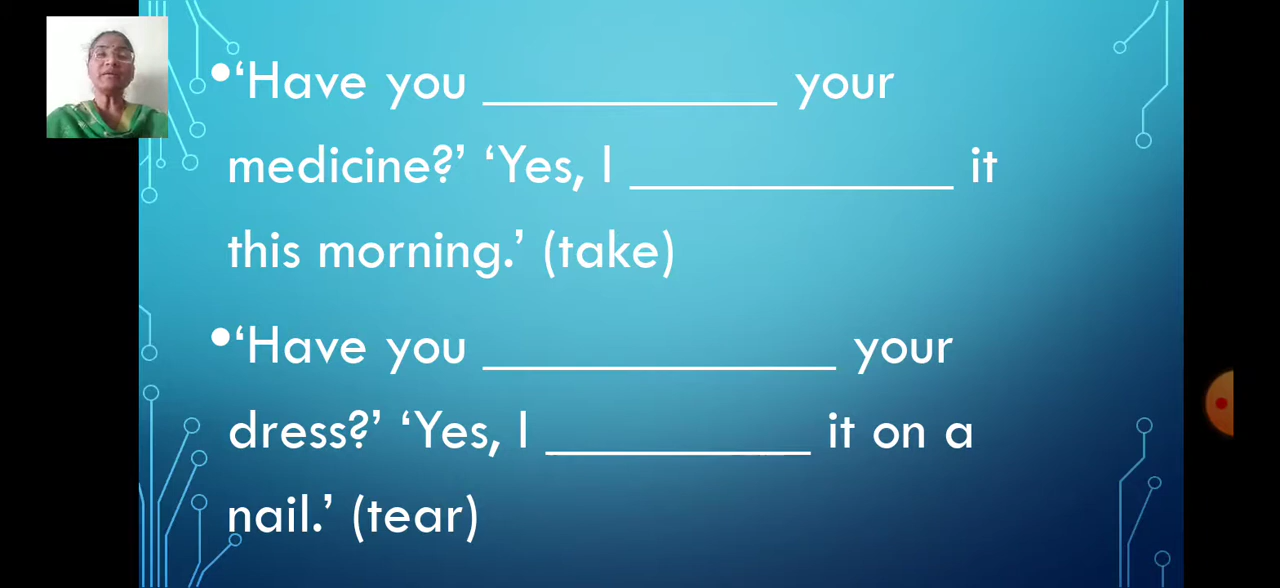 •‘Have you ____________ your
medicine?’ ‘Yes, I _____________ it
this morning.’ (take)
•‘Have you ______________ your
dress?’ ‘Yes, I ___________ it on a
nail.’ (tear)